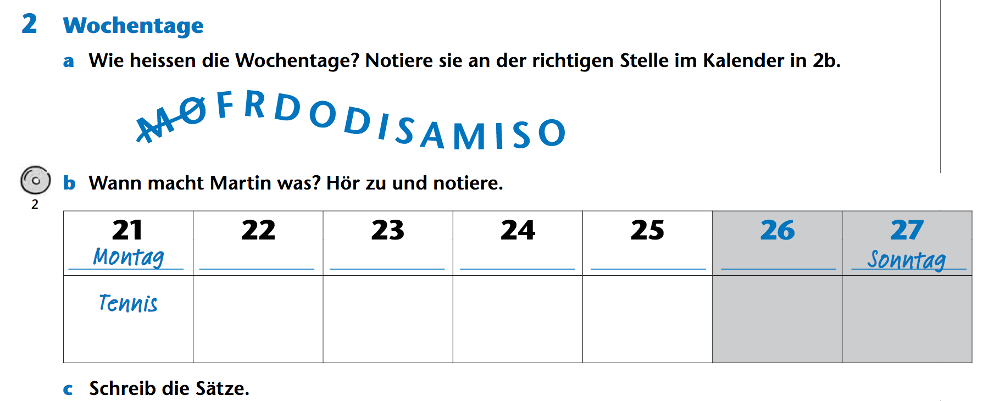 2 Wochentage
a Wie heissen die Wochentage? Notiere sie an der richtigen Stelle im Kalender in 2b.
MOFRDODISAMISO
b Wann macht Martin was? Hör zu und notiere.
2
21 22 23 24 25 26 27
Montag Sonntag
Tennis
c Schreib die Sätze.